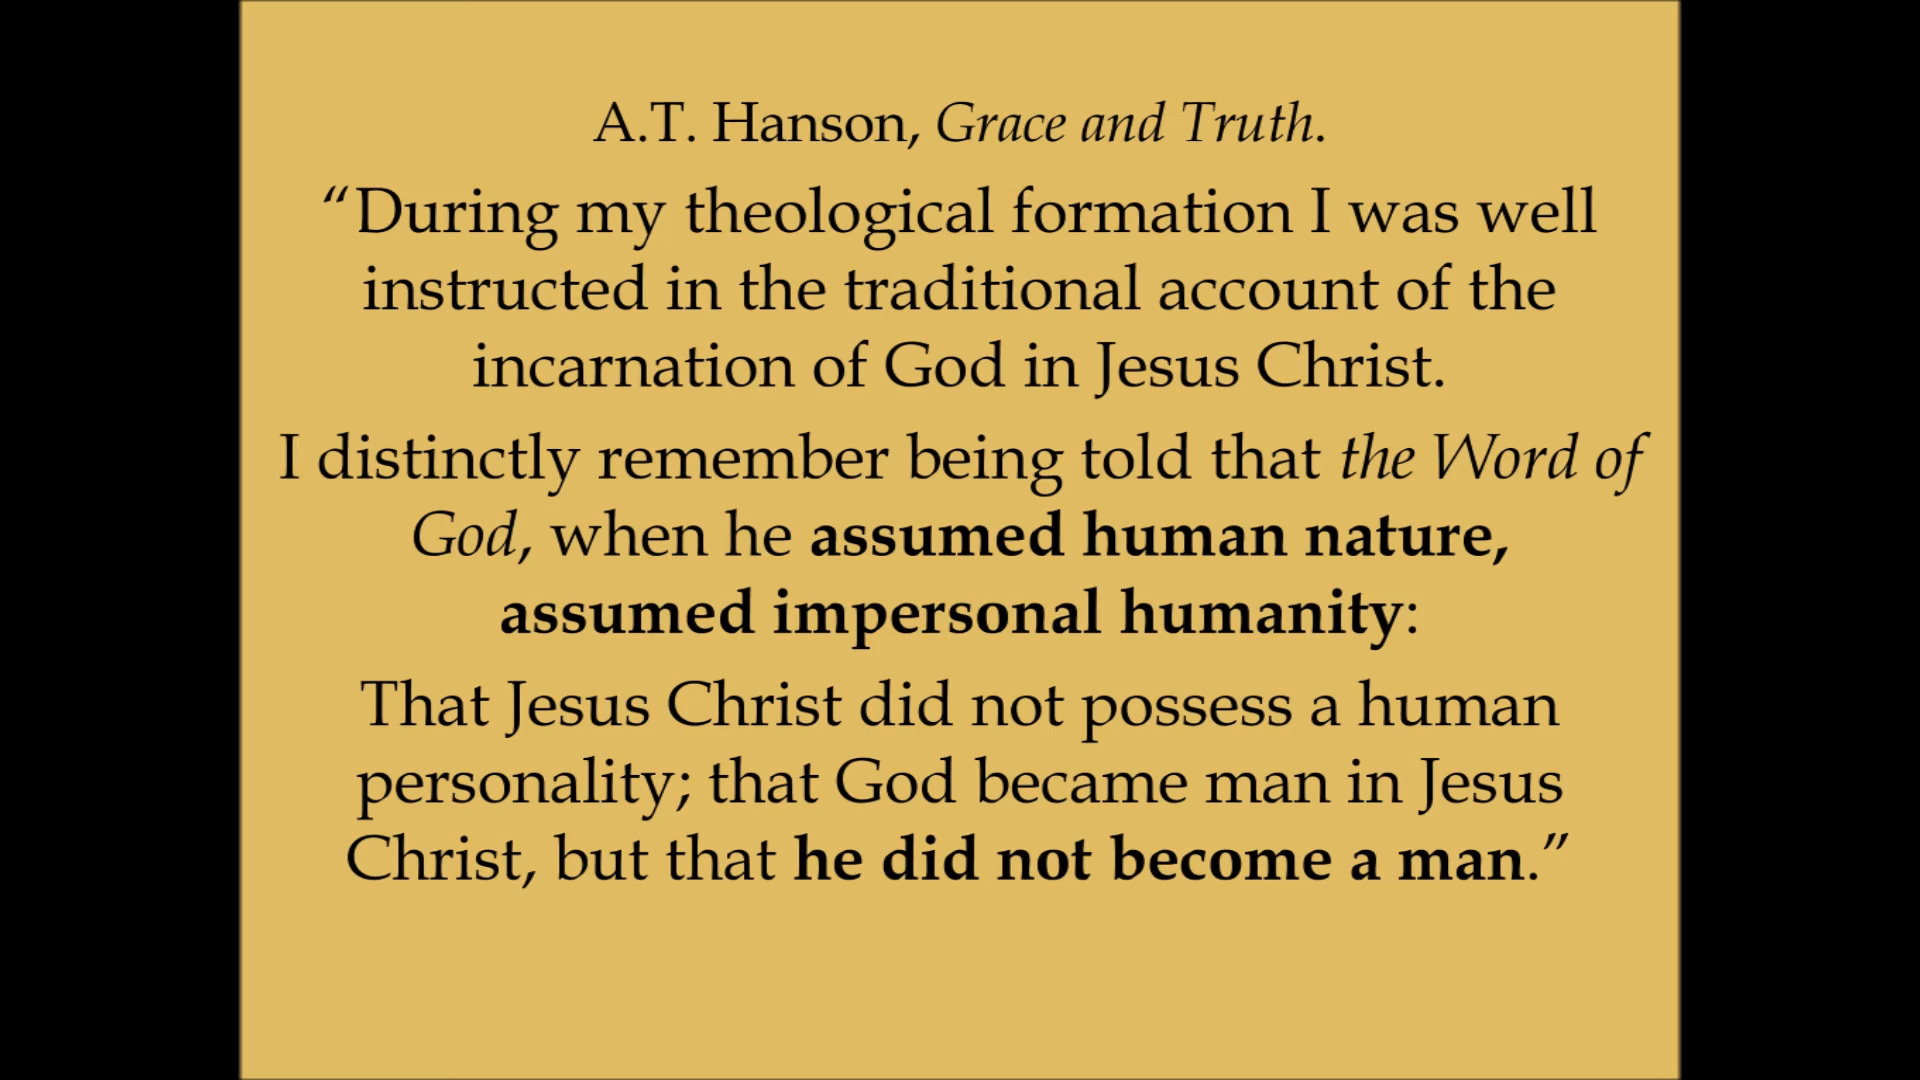 A.T. Hanson, Grace and Truth.
“During my theological formation I was well
instructed in the traditional account of the
incarnation of God in Jesus Christ.
I distinctly remember being told that the Word of
God, when he assumed human nature,
assumed impersonal humanity:
That Jesus Christ did not possess a human
personality; that God became man in Jesus
Christ, but that he did not become a man.”